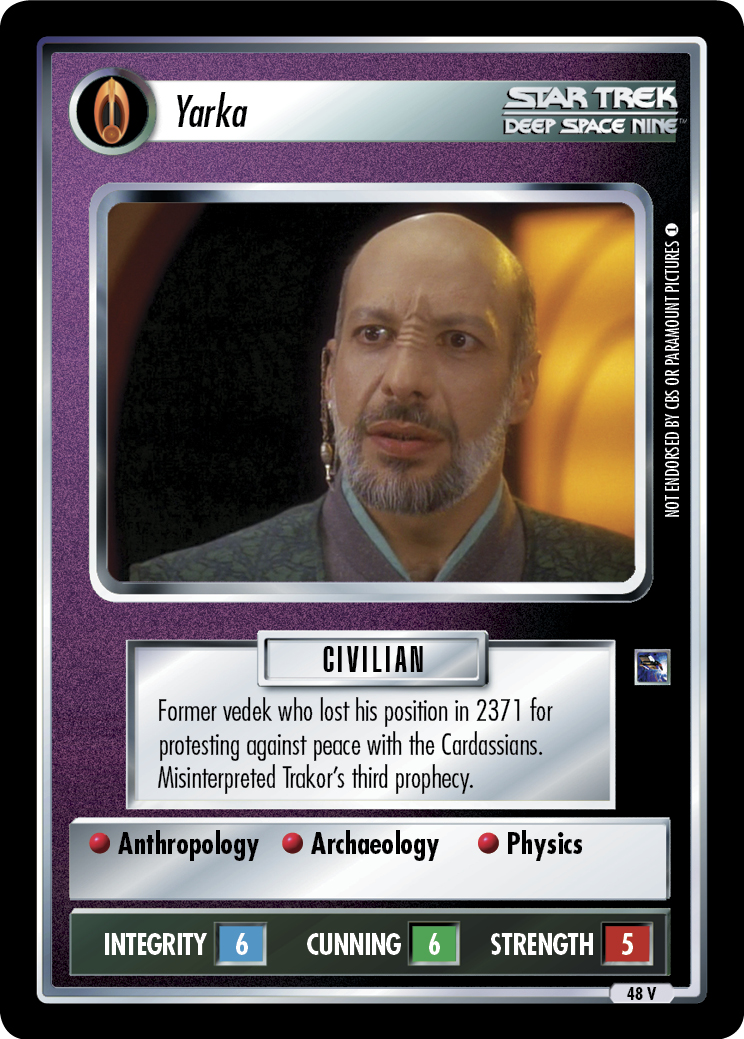 Yarka
STAR TREK
DEEP SPACE NINE™
NOT ENDORSED BY CBS OR PARAMOUNT PICTURES 1
CIVILIAN
Former vedek who lost his position in 2371 for
protesting against peace with the Cardassians.
Misinterpreted Trakor's third prophecy.
Anthropology Archaeology Physics
INTEGRITY 6 CUNNING 6 STRENGTH 5
48 V